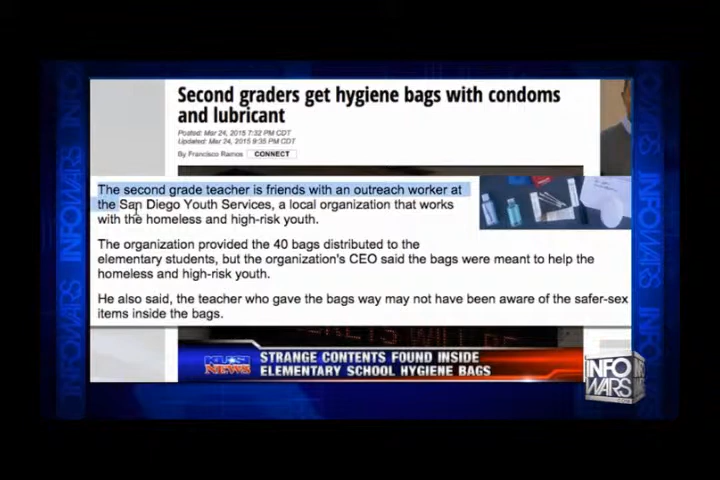 Second graders get hygiene bags with condoms
and lubricant
Posted: Mar 24, 2015 7:32 PM CDT
Updated: Mar 24, 2015 9:35 PM CDT
By Francisco Ramos CONNECT
The second grade teacher is friends with an outreach worker at
the San Diego Youth Services, a local organization that works
with the homeless and high-risk youth.
The organization provided the 40 bags distributed to the
elementary students, but the organization's CEO said the bags were meant to help the
homeless and high-risk youth.
He also said, the teacher who gave the bags way may not have been aware of the safer-sex
items inside the bags.
KUSI
NEWS
STRANGE CONTENTS FOUND INSIDE
ELEMENTARY SCHOOL HYGIENE BAGS
INFO
WARS
.COM
INFOWARS
INFOWARS